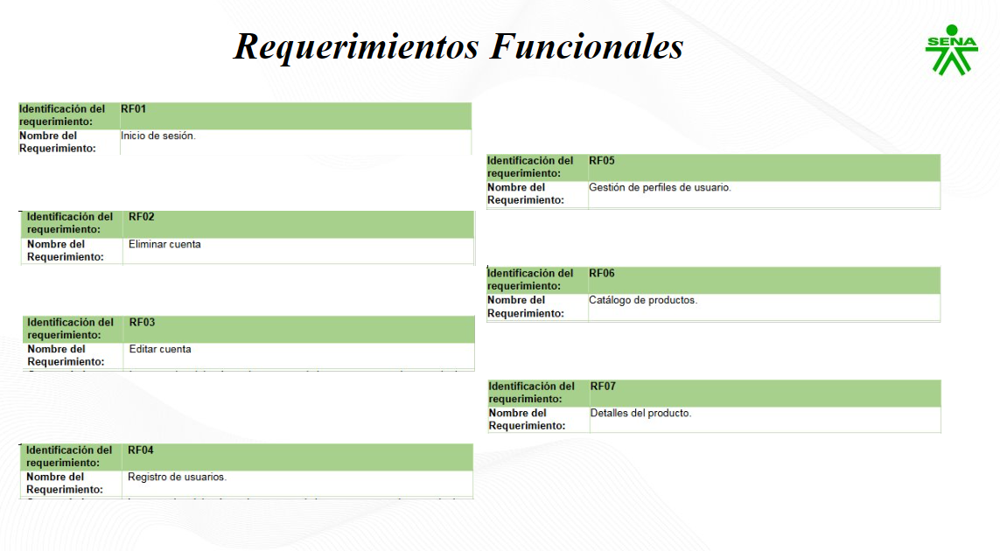 Requerimientos Funcionales
SENA
Identificación del requerimiento: RF01
Nombre del Requerimiento: Inicio de sesión.
Identificación del requerimiento: RF02
Nombre del Requerimiento: Eliminar cuenta
Identificación del requerimiento: RF03
Nombre del Requerimiento: Editar cuenta
Identificación del requerimiento: RF04
Nombre del Requerimiento: Registro de usuarios.
Identificación del requerimiento: RF05
Nombre del Requerimiento: Gestión de perfiles de usuario.
Identificación del requerimiento: RF06
Nombre del Requerimiento: Catálogo de productos.
Identificación del requerimiento: RF07
Nombre del Requerimiento: Detalles del producto.